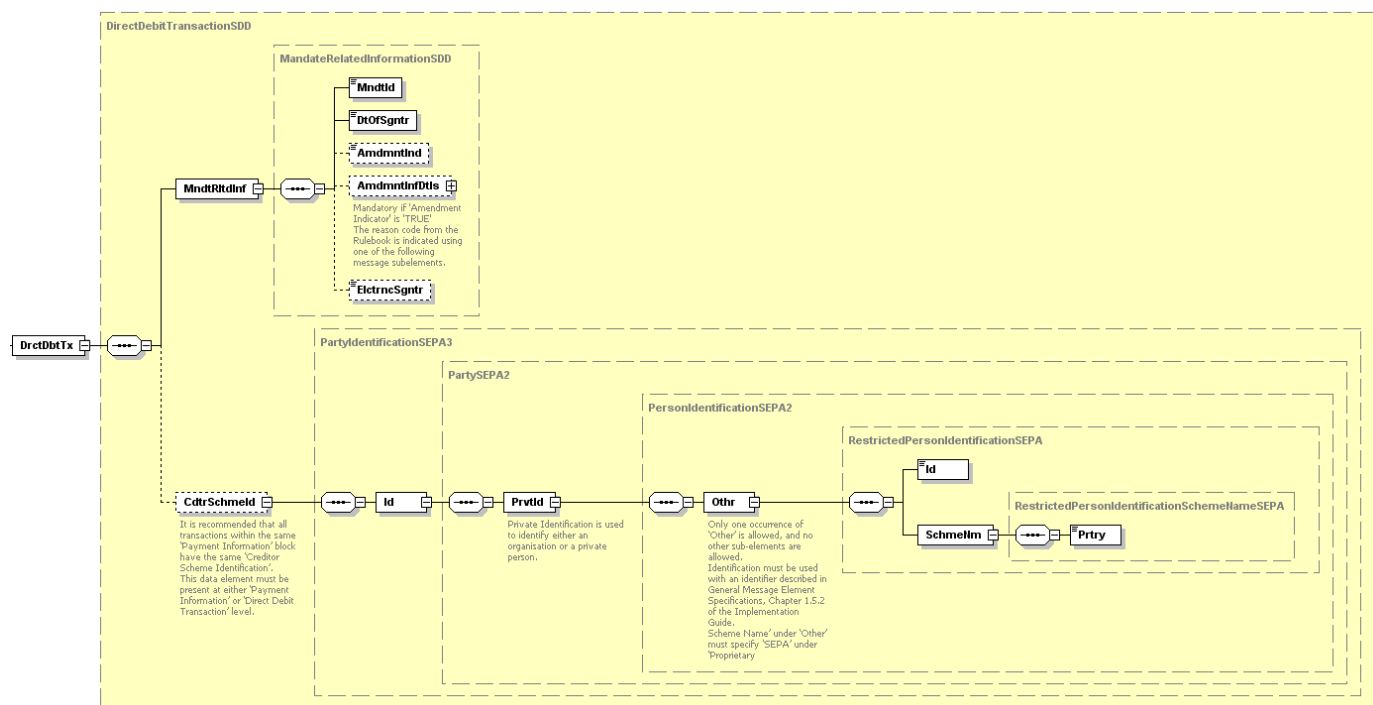 DirectDebitTransactionSDD
MandateRelatedInformationSDD
MndtId
DtOfSgntr
AmdmntInd
MndtRltdInf
AmdmntInfDtls
Mandatory if 'Amendment
Indicator' is 'TRUE'
The reason code from the
Rulebook is indicated using
one of the following
message subelements.
ElctrncSgntr
DrctDbtTx
PartyIdentificationSEPA3
PartySEPA2
PersonIdentificationSEPA2
RestrictedPersonIdentificationSEPA
Id
CdtrSchmeId
It is recommended that all
transactions within the same
'Payment Information' block
have the same 'Creditor
Scheme Identification'.
This data element must be
present at either 'Payment
Information' or 'Direct Debit
Transaction' level.
Id
PrvtId
Private Identification is used
to identify either an
organisation or a private
person.
Othr
Only one occurrence of
'Other' is allowed, and no
other sub-elements are
allowed.
Identification must be used
with an identifier described in
General Message Element
Specifications, Chapter 1.5.2
of the Implementation
Guide.
Scheme Name' under 'Other'
must specify 'SEPA' under
'Proprietary
RestrictedPersonIdentificationSchemeNameSEPA
SchmeNm
Prtry